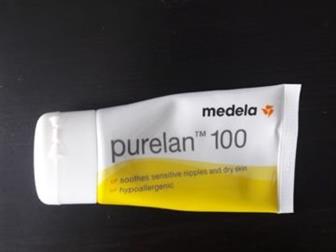 medela
purelan™ 100
soothes sensitive nipples and dry skin
hypoallergenic